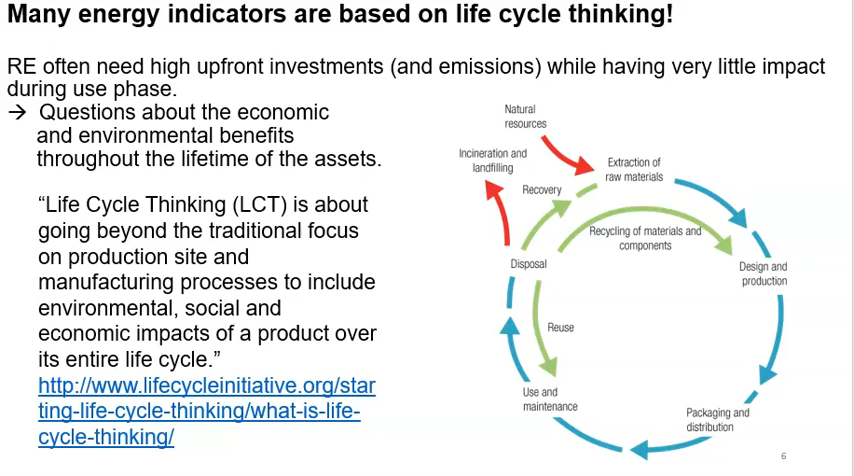 Many energy indicators are based on life cycle thinking!
RE often need high upfront investments (and emissions) while having very little impact
during use phase.
→ Questions about the economic
and environmental benefits
throughout the lifetime of the assets.
“Life Cycle Thinking (LCT) is about
going beyond the traditional focus
on production site and
manufacturing processes to include
environmental, social and
economic impacts of a product over
its entire life cycle.”
http://www.lifecycleinitiative.org/star
ting-life-cycle-thinking/what-is-life-
cycle-thinking/
Natural
resources
Incineration and
landfilling
Extraction of
raw materials
Recovery
Recycling of materials and
components
Disposal
Design and
production
Reuse
Use and
maintenance
Packaging and
distribution
6